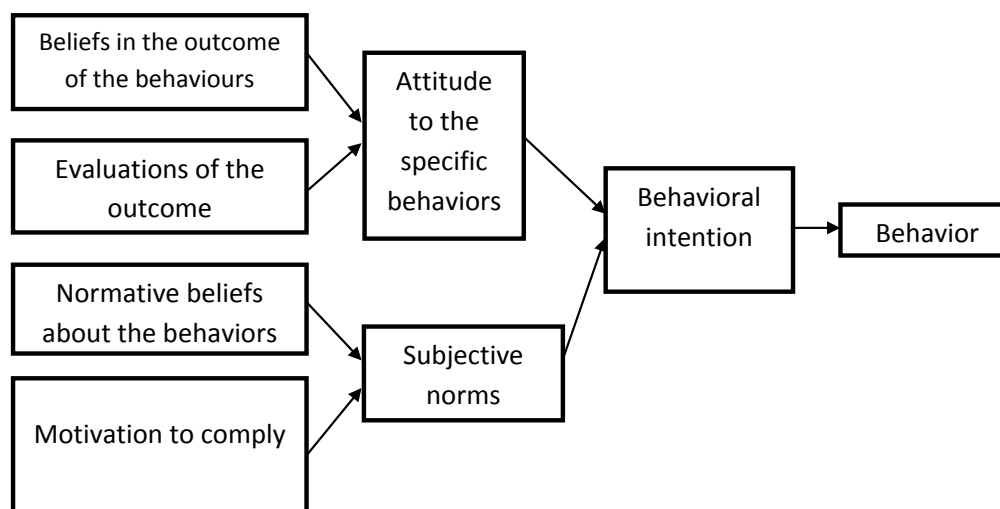 Beliefs in the outcome
of the behaviours
Evaluations of the
outcome
Normative beliefs
about the behaviors
Motivation to comply
Attitude
to the
specific
behaviors
Subjective
norms
Behavioral
intention
Behavior